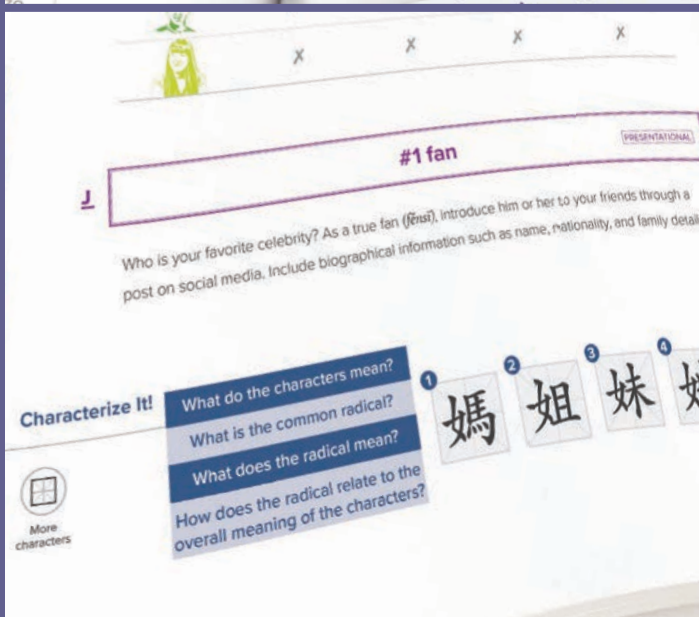 X X X X
#1 fan
PRESENTATIONAL
J
Who is your favorite celebrity? As a true fan (fěnsī), introduce him or her to your friends through a
post on social media. Include biographical information such as name, nationality, and family detail
Characterize It!
What do the characters mean?
What is the common radical?
What does the radical mean?
How does the radical relate to the
overall meaning of the characters?
1 2 3 4
媽 姐 妹
More
characters